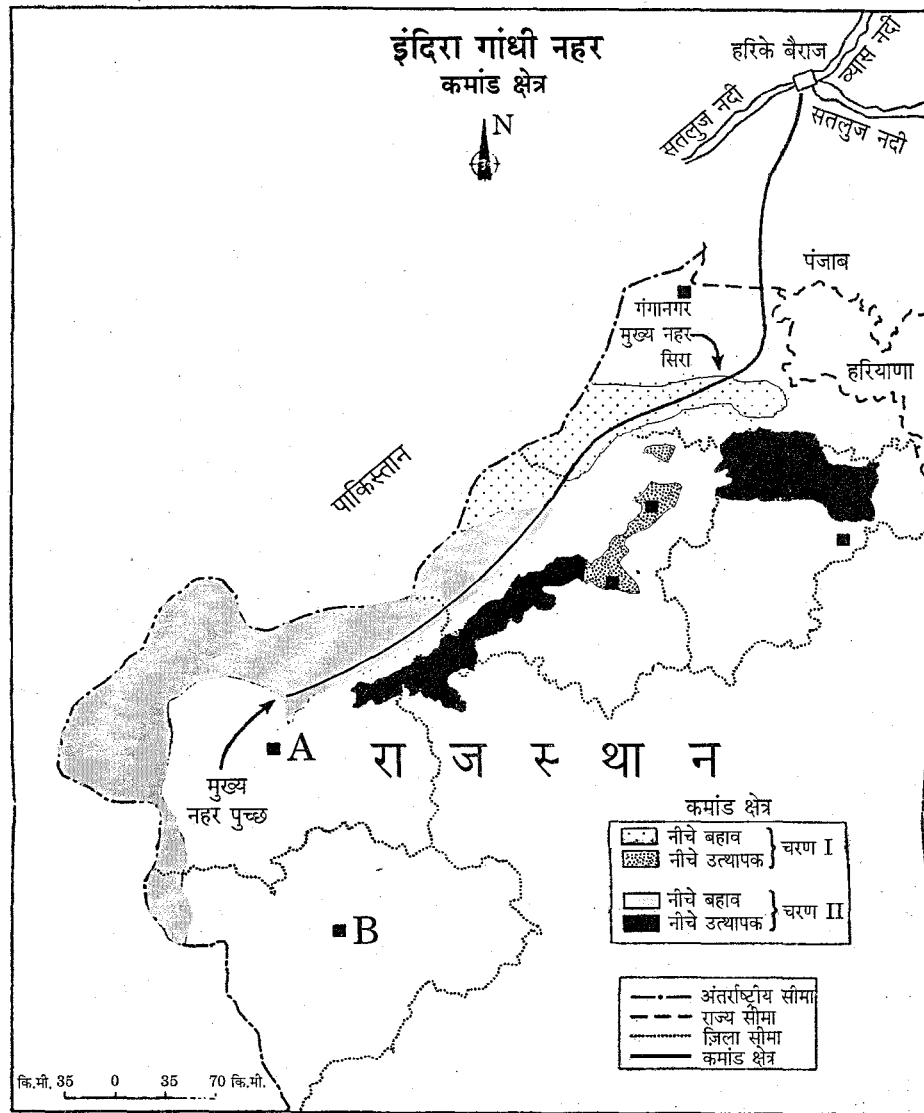 इंदिरा गांधी नहर
कमांड क्षेत्र
N
हरिके बैराज
व्यास नदी
सतलुज नदी
सतलुज नदी
पंजाब
गंगानगर
मुख्य नहर
सिरा
हरियाणा
पाकिस्तान
A
राजस्थान
मुख्य
नहर पुच्छ
B
कमांड क्षेत्र
नीचे बहाव
नीचे उत्थापक
चरण I
नीचे बहाव
नीचे उत्थापक
चरण II
अंतर्राष्ट्रीय सीमा
राज्य सीमा
ज़िला सीमा
कमांड क्षेत्र
कि.मी. 35 0 35 70 कि.मी.